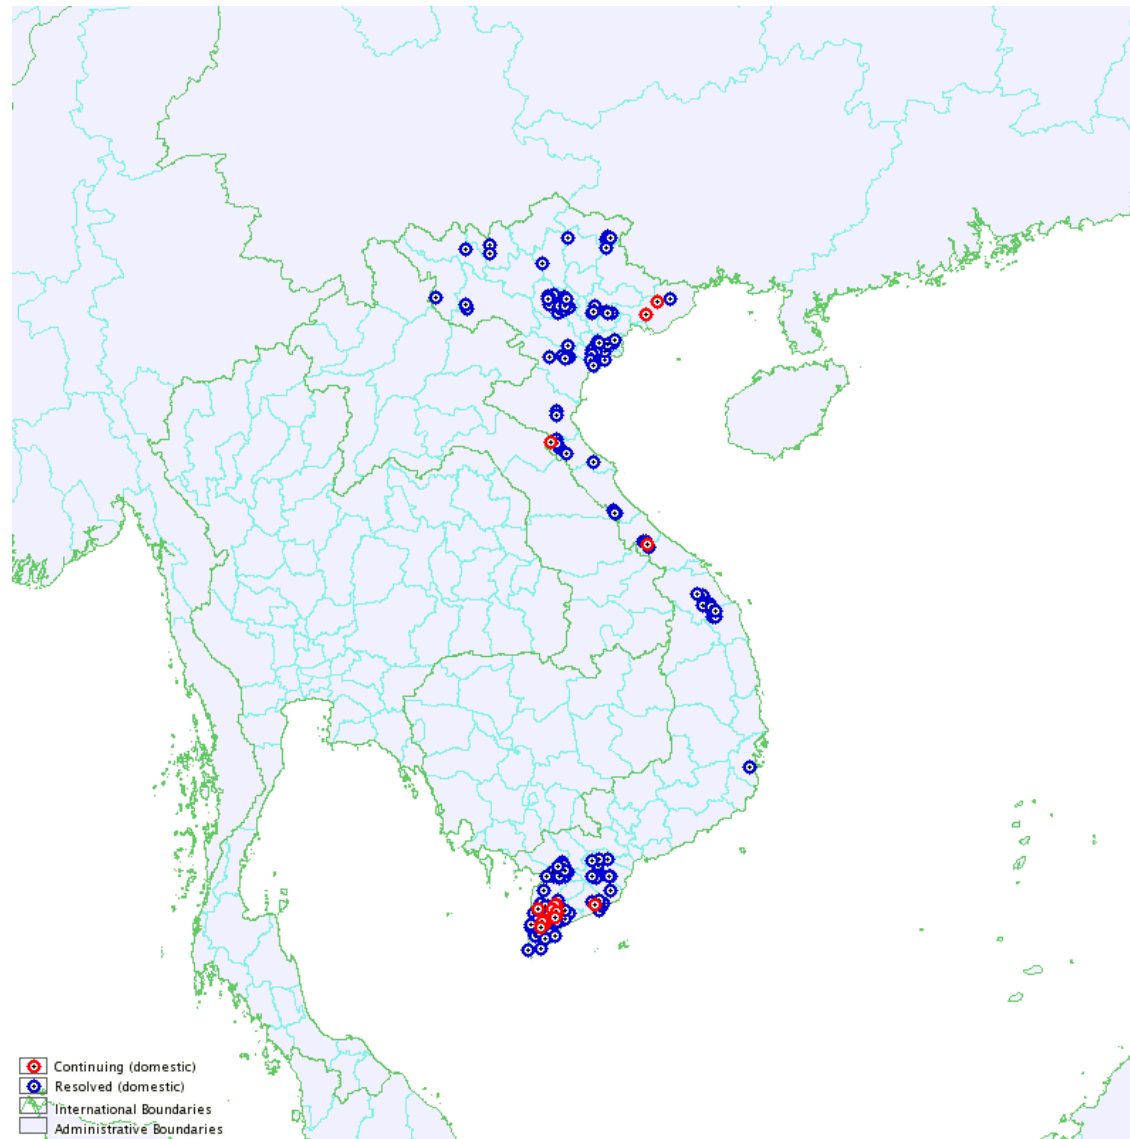 Continuing (domestic)
Resolved (domestic)
International Boundaries
Administrative Boundaries